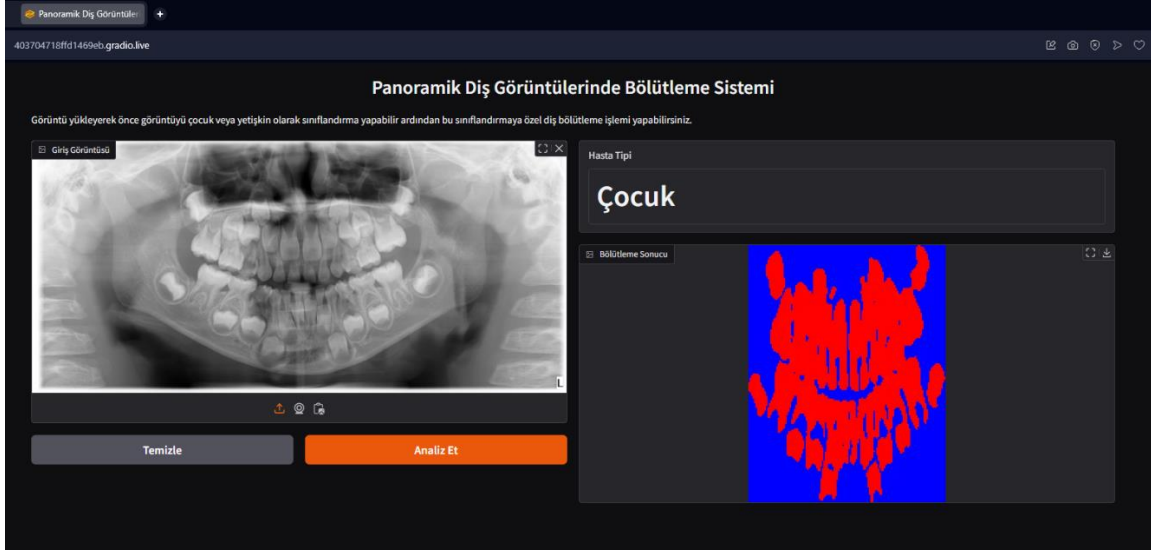 Panoramik Diş Görüntüler
403704718ffd1469eb.gradio.live
Panoramik Diş Görüntülerinde Bölütleme Sistemi
Görüntü yükleyerek önce görüntüyü çocuk veya yetişkin olarak sınıflandırma yapabilir ardından bu sınıflandırmaya özel diş bölütleme işlemi yapabilirsiniz.
Giriş Görüntüsü
L
Temizle
Analiz Et
Hasta Tipi
Çocuk
Bölütleme Sonucu